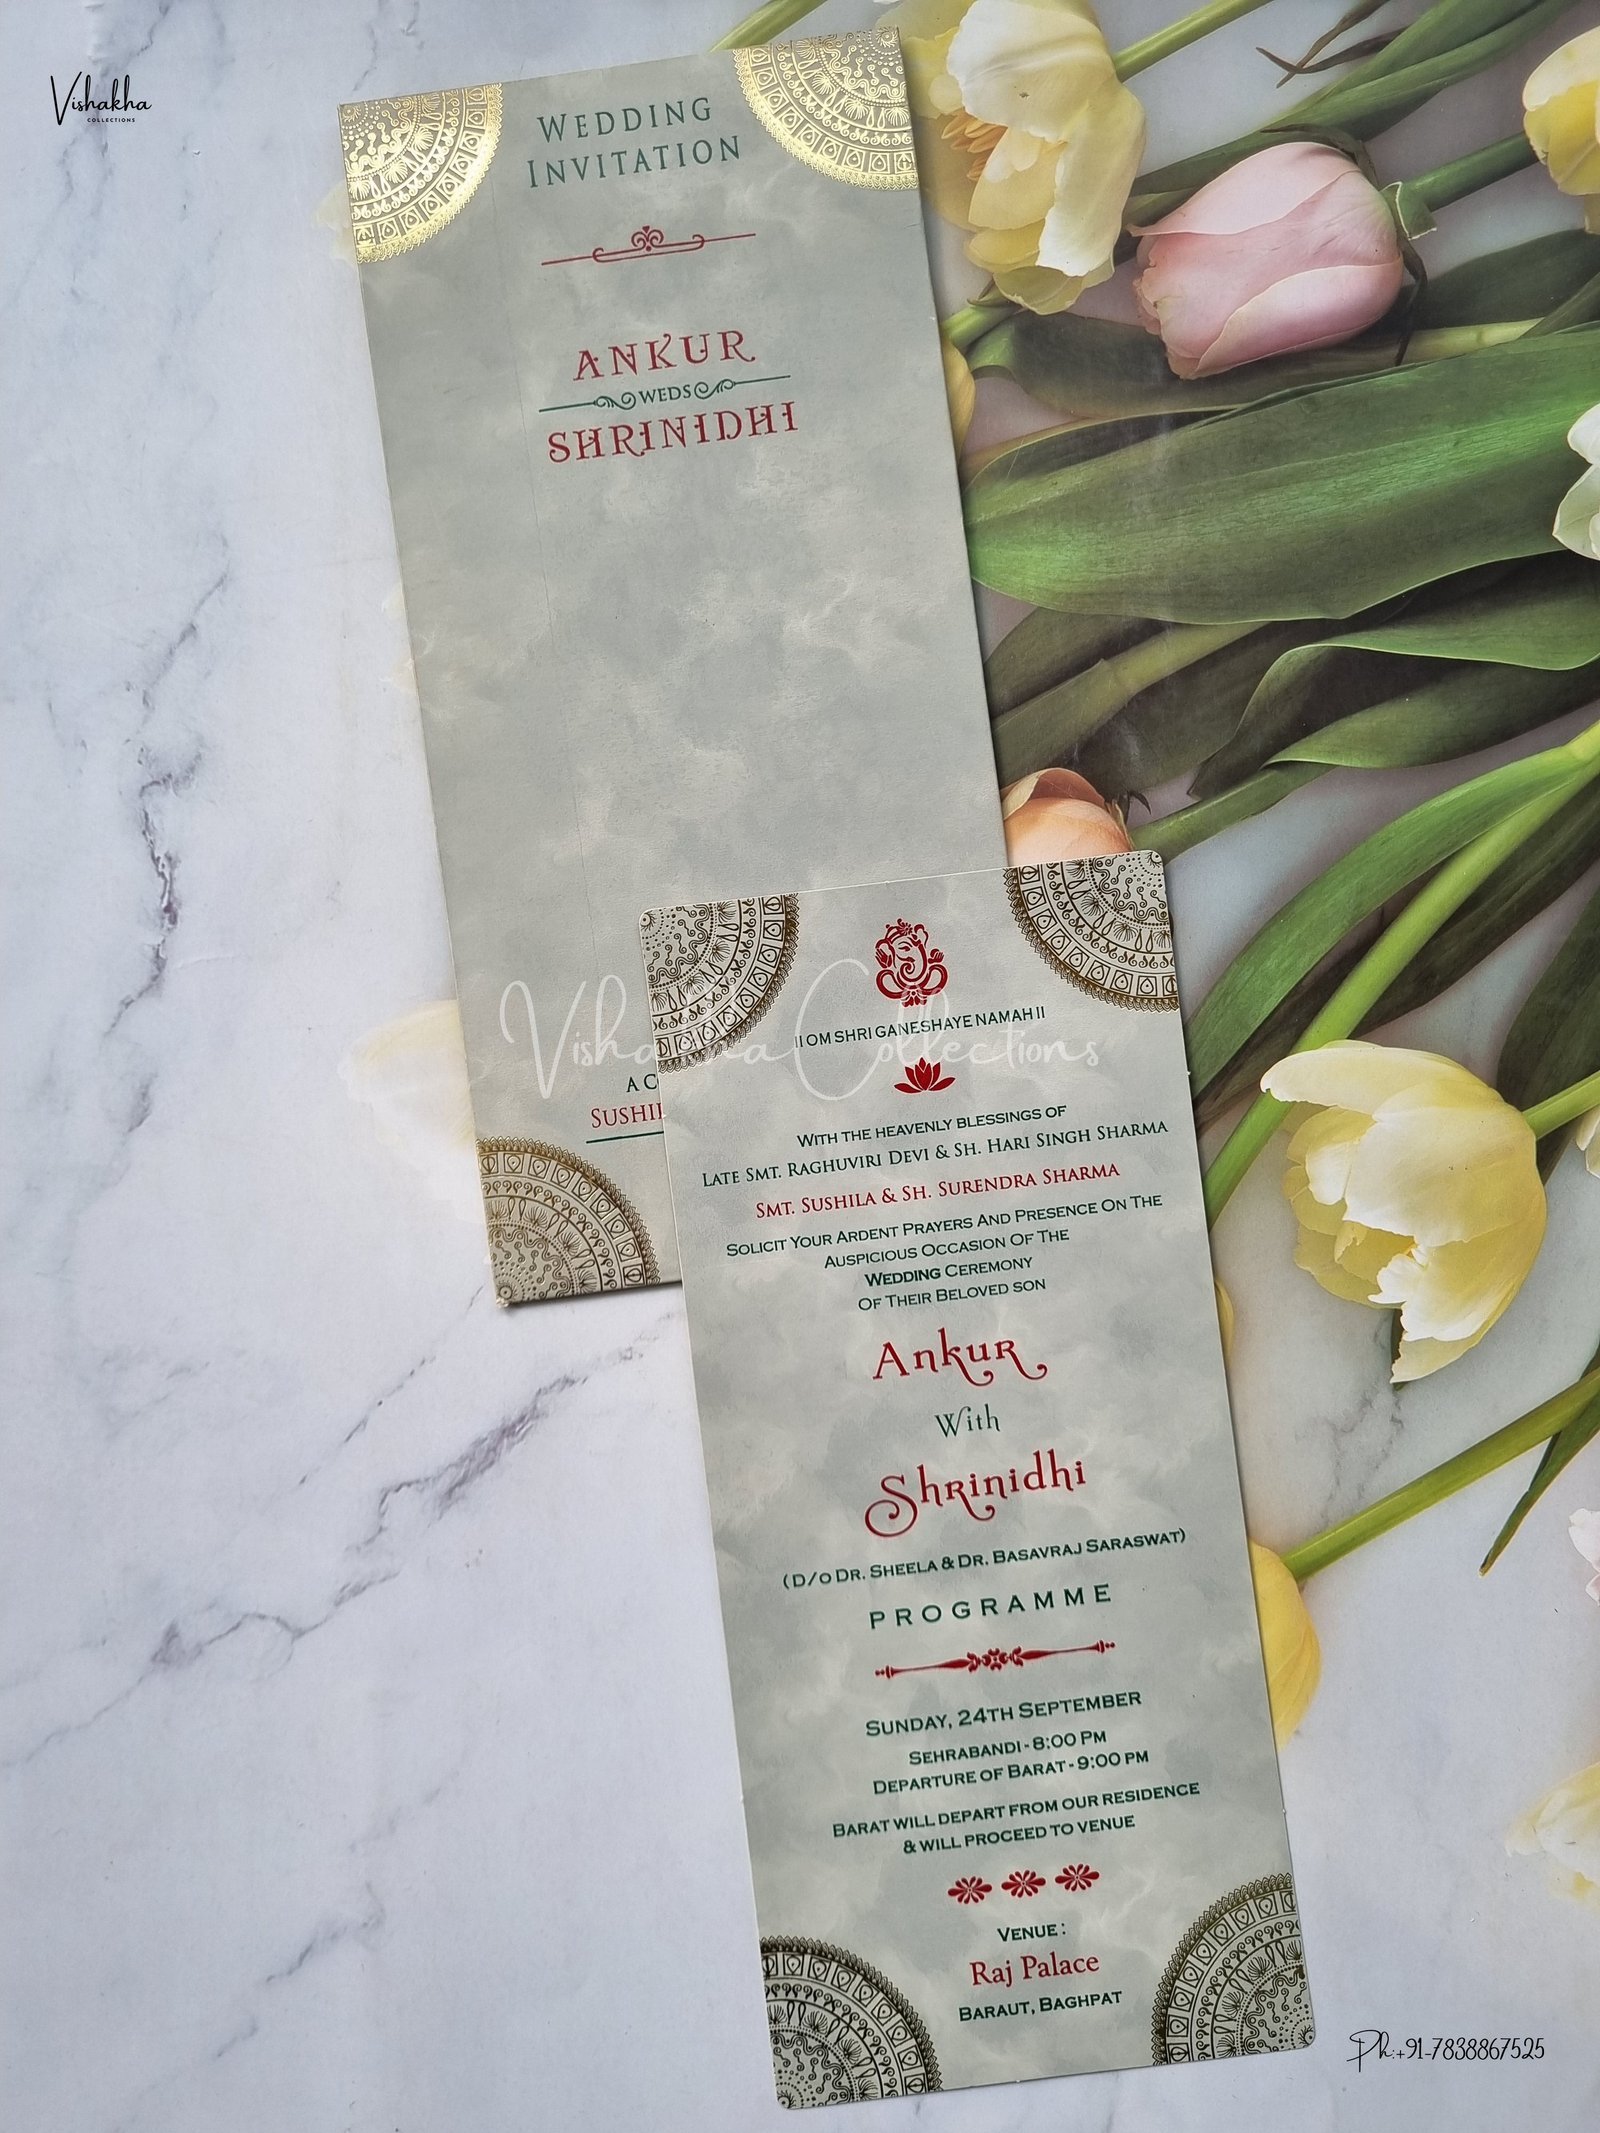 Vishakha
COLLECTIONS
WEDDING
INVITATION
ANKUR
WEDS
SHRINIDHI
A
SUSHIL
Vishakha Collections
II OM SHRI GANESHAYE NAMAH II
WITH THE HEAVENLY BLESSINGS OF
LATE SMT. RAGHUVIRI DEVI & SH. HARI SINGH SHARMA
SMT. SUSHILA & SH. SURENDRA SHARMA
SOLICIT YOUR ARDENT PRAYERS AND PRESENCE ON THE
AUSPICIOUS OCCASION OF THE
WEDDING CEREMONY
OF THEIR BELOVED SON
Ankur
With
Shrinidhi
(D/O DR. SHEELA & DR. BASAVRAJ SARASWAT)
PROGRAMME
SUNDAY, 24TH SEPTEMBER
SEHRABANDI - 8:00 PM
DEPARTURE OF BARAT - 9:00 PM
BARAT WILL DEPART FROM OUR RESIDENCE
& WILL PROCEED TO VENUE
VENUE :
Raj Palace
BARAUT, BAGHPAT
Ph:+91-7838867525